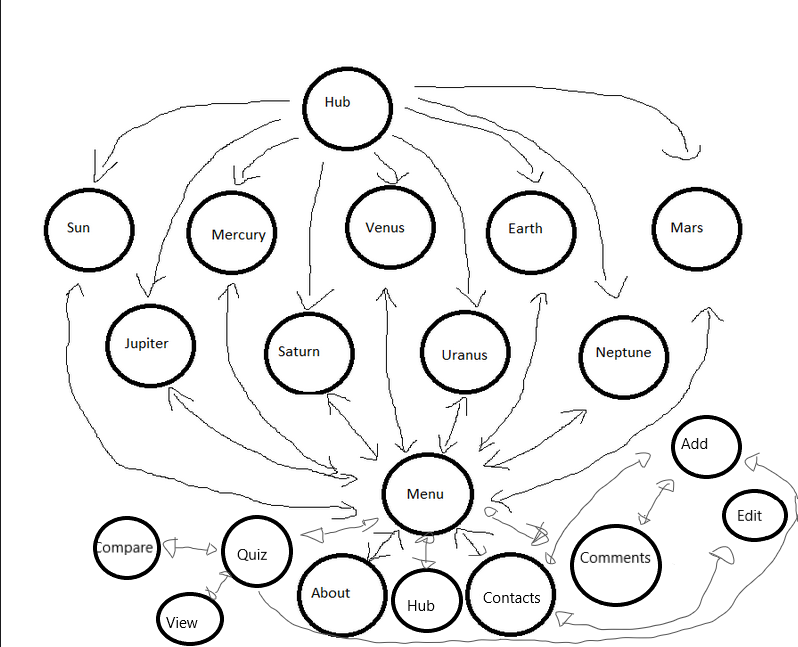 Hub
Sun
Mercury
Venus
Earth
Mars
Jupiter
Saturn
Uranus
Neptune
Add
Menu
Edit
Compare
Quiz
Comments
About
Hub
Contacts
View